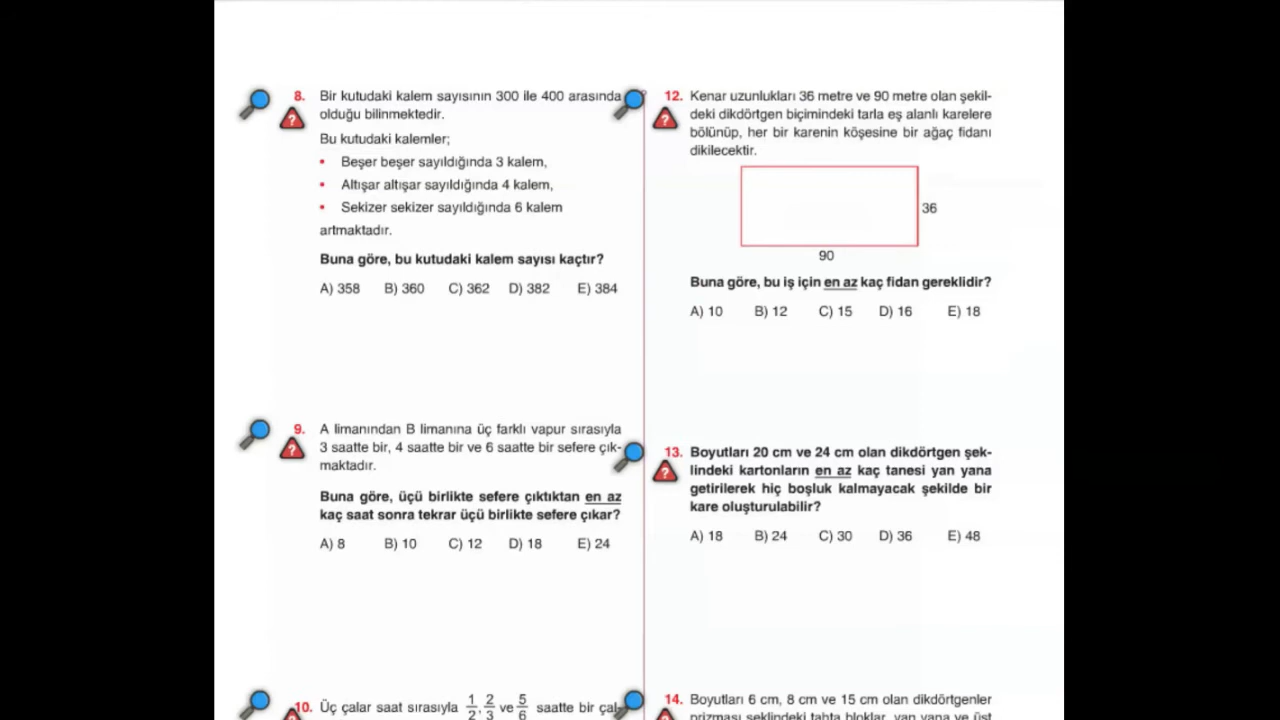 8. Bir kutudaki kalem sayısının 300 ile 400 arasında
olduğu bilinmektedir.
Bu kutudaki kalemler;
• Beşer beşer sayıldığında 3 kalem,
• Altışar altışar sayıldığında 4 kalem,
• Sekizer sekizer sayıldığında 6 kalem
artmaktadır.
Buna göre, bu kutudaki kalem sayısı kaçtır?
A) 358 B) 360 C) 362 D) 382 E) 384
9. A limanından B limanına üç farklı vapur sırasıyla
3 saatte bir, 4 saatte bir ve 6 saatte bir sefere çık-
maktadır.
Buna göre, üçü birlikte sefere çıktıktan en az
kaç saat sonra tekrar üçü birlikte sefere çıkar?
A) 8 B) 10 C) 12 D) 18 E) 24
10. Üç çalar saat sırasıyla 1/2, 2/3 ve 5/6 saatte bir çal-
12. Kenar uzunlukları 36 metre ve 90 metre olan şekil-
deki dikdörtgen biçimindeki tarla eş alanlı karelere
bölünüp, her bir karenin köşesine bir ağaç fidanı
dikilecektir.
36
90
Buna göre, bu iş için en az kaç fidan gereklidir?
A) 10 B) 12 C) 15 D) 16 E) 18
13. Boyutları 20 cm ve 24 cm olan dikdörtgen şek-
lindeki kartonların en az kaç tanesi yan yana
getirilerek hiç boşluk kalmayacak şekilde bir
kare oluşturulabilir?
A) 18 B) 24 C) 30 D) 36 E) 48
14. Boyutları 6 cm, 8 cm ve 15 cm olan dikdörtgenler
prizması şeklindeki tahta bloklar, yan yana ve üst